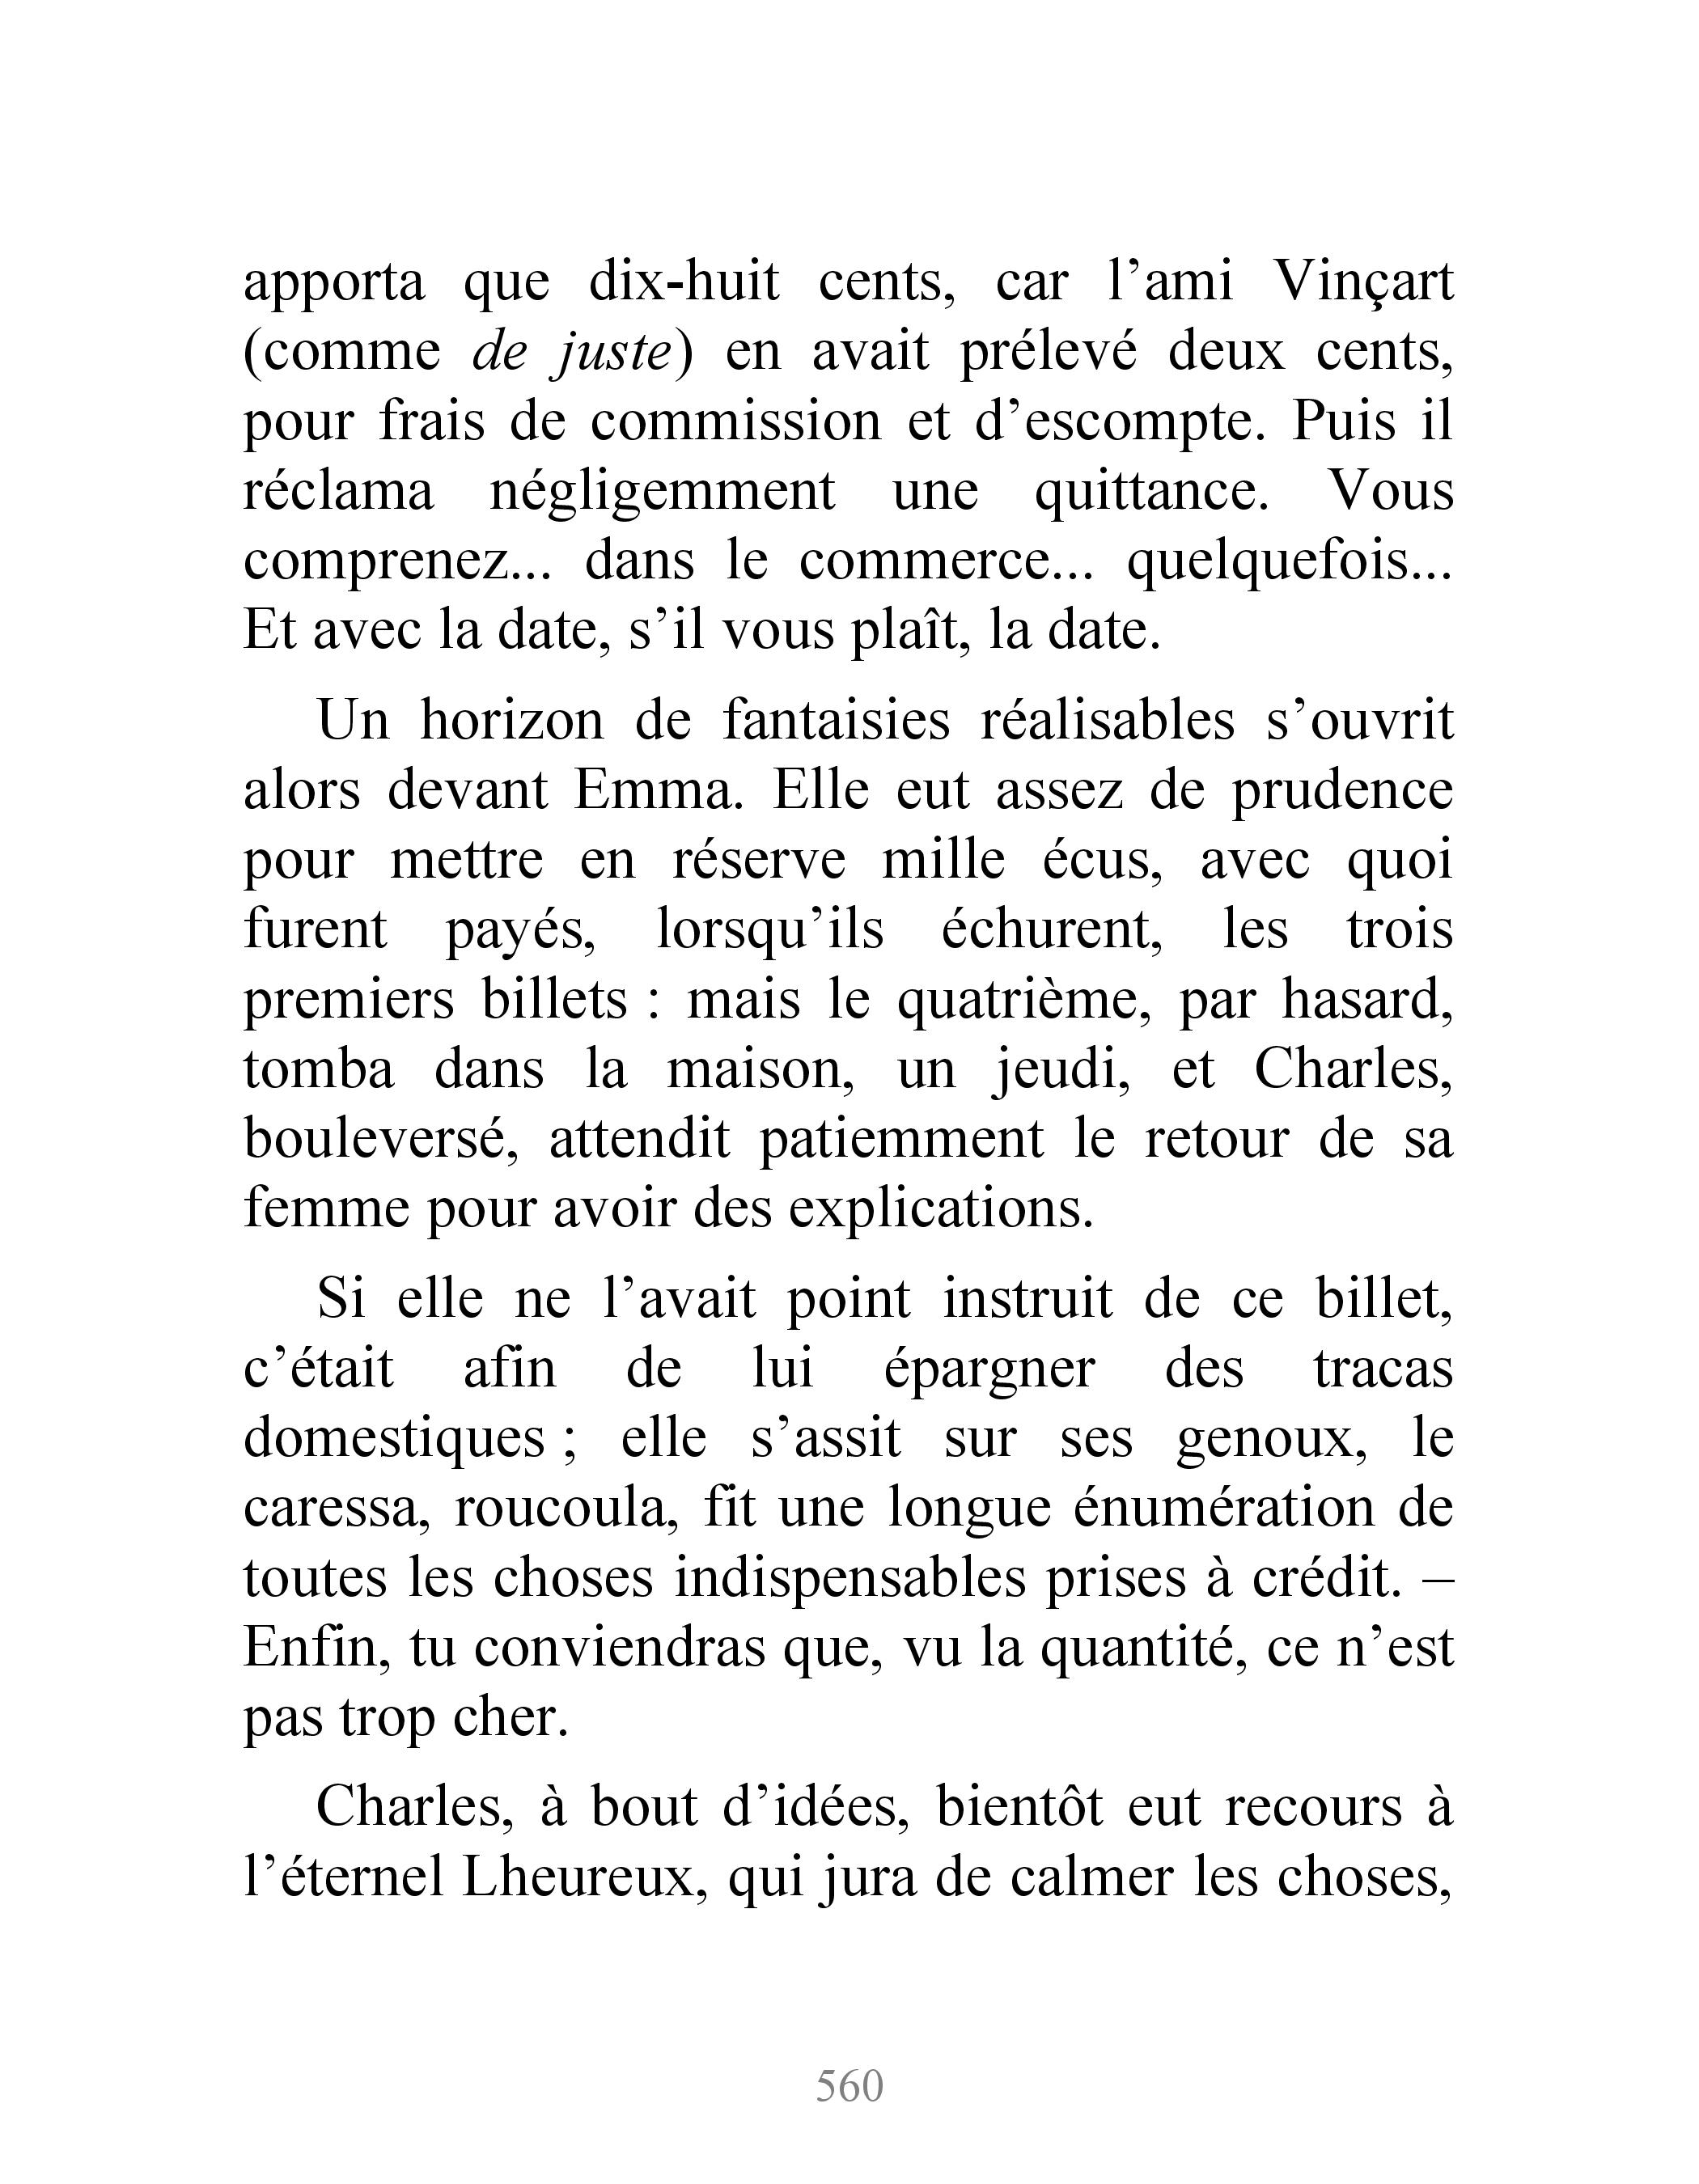 apporta que dix-huit cents, car l’ami Vinçart
(comme de juste) en avait prélevé deux cents,
pour frais de commission et d’escompte. Puis il
réclama négligemment une quittance. Vous
comprenez... dans le commerce... quelquefois...
Et avec la date, s’il vous plaît, la date.
Un horizon de fantaisies réalisables s’ouvrit
alors devant Emma. Elle eut assez de prudence
pour mettre en réserve mille écus, avec quoi
furent payés, lorsqu’ils échurent, les trois
premiers billets : mais le quatrième, par hasard,
tomba dans la maison, un jeudi, et Charles,
bouleversé, attendit patiemment le retour de sa
femme pour avoir des explications.
Si elle ne l’avait point instruit de ce billet,
c’était afin de lui épargner des tracas
domestiques ; elle s’assit sur ses genoux, le
caressa, roucoula, fit une longue énumération de
toutes les choses indispensables prises à crédit. –
Enfin, tu conviendras que, vu la quantité, ce n’est
pas trop cher.
Charles, à bout d’idées, bientôt eut recours à
l’éternel Lheureux, qui jura de calmer les choses,
560